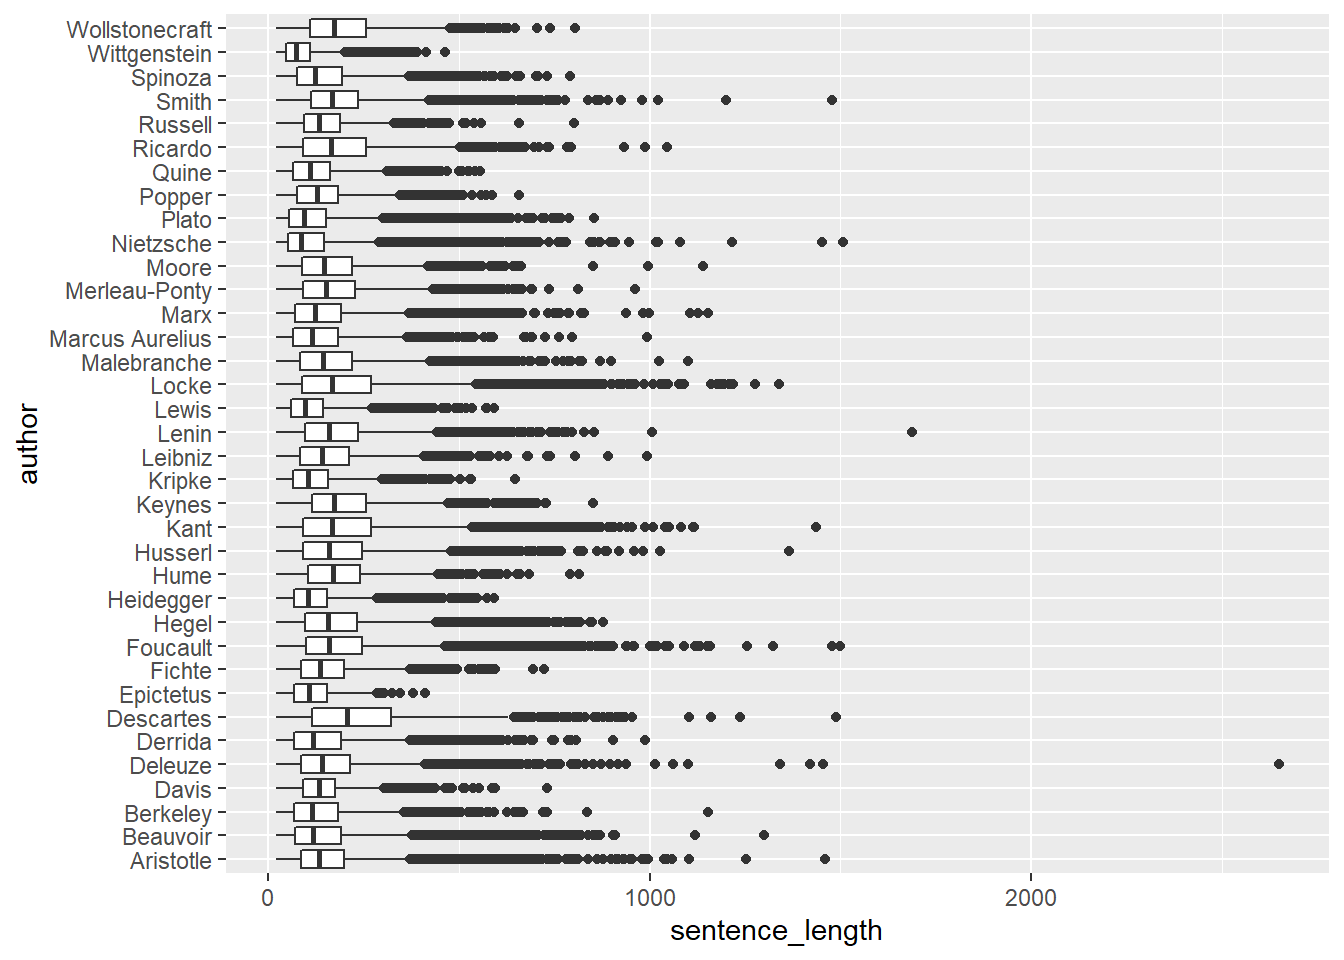 Wollstonecraft
Wittgenstein
Spinoza
Smith
Russell
Ricardo
Quine
Popper
Plato
Nietzsche
Moore
Merleau-Ponty
Marx
Marcus Aurelius
Malebranche
Locke
Lewis
Lenin
Leibniz
Kripke
Keynes
Kant
Husserl
Hume
Heidegger
Hegel
Foucault
Fichte
Epictetus
Descartes
Derrida
Deleuze
Davis
Berkeley
Beauvoir
Aristotle
author
0 1000 2000
sentence_length